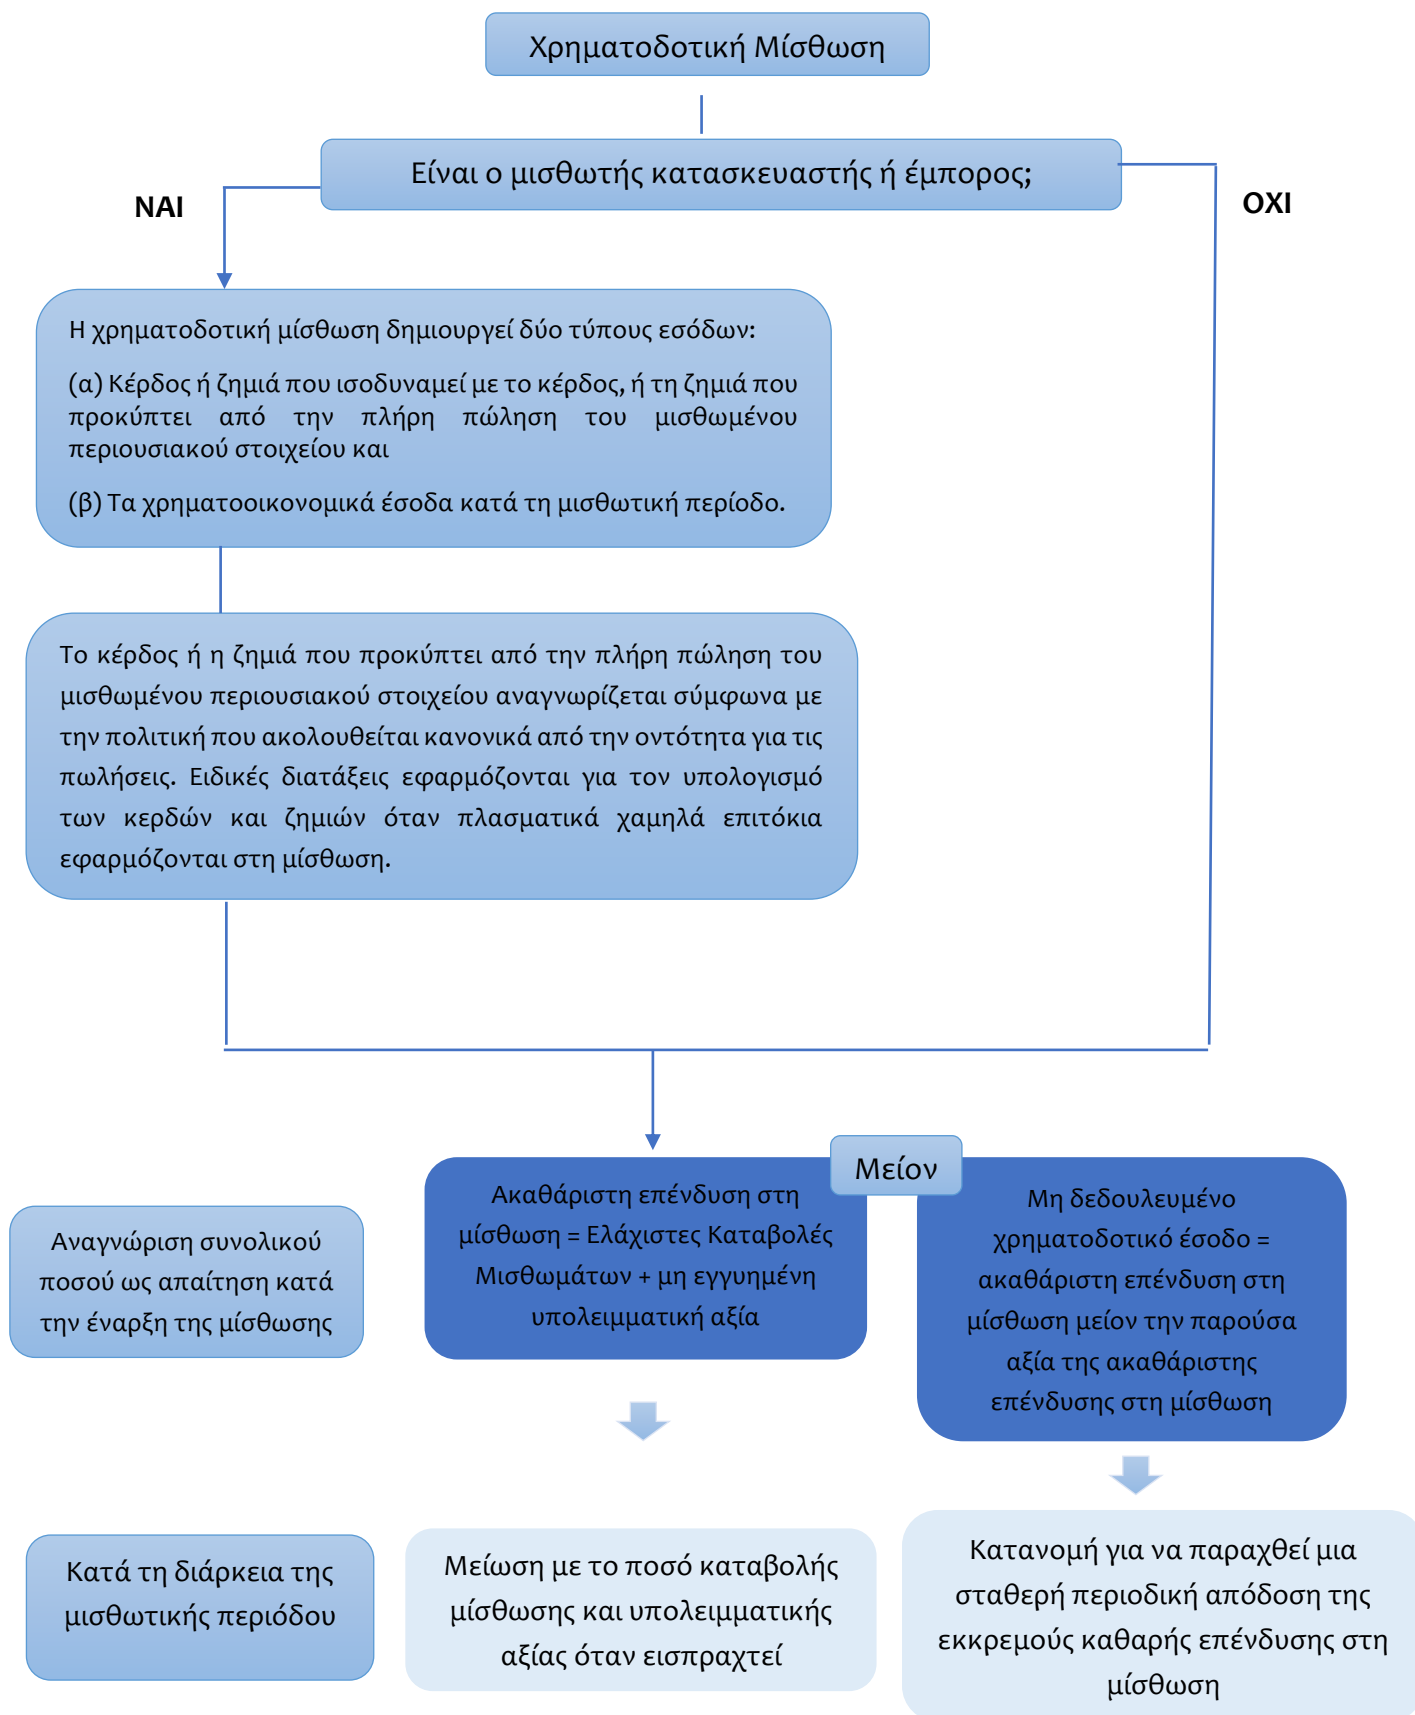 Χρηματοδοτική Μίσθωση
Είναι ο μισθωτής κατασκευαστής ή έμπορος;
ΝΑΙ
ΟΧΙ
Η χρηματοδοτική μίσθωση δημιουργεί δύο τύπους εσόδων:
(α) Κέρδος ή ζημιά που ισοδυναμεί με το κέρδος, ή τη ζημιά που
προκύπτει από την πλήρη πώληση του μισθωμένου
περιουσιακού στοιχείου και
(β) Τα χρηματοοικονομικά έσοδα κατά τη μισθωτική περίοδο.
Το κέρδος ή η ζημιά που προκύπτει από την πλήρη πώληση του
μισθωμένου περιουσιακού στοιχείου αναγνωρίζεται σύμφωνα με
την πολιτική που ακολουθείται κανονικά από την οντότητα για τις
πωλήσεις. Ειδικές διατάξεις εφαρμόζονται για τον υπολογισμό
των κερδών και ζημιών όταν πλασματικά χαμηλά επιτόκια
εφαρμόζονται στη μίσθωση.
Αναγνώριση συνολικού
ποσού ως απαίτηση κατά
την έναρξη της μίσθωσης
Ακαθάριστη επένδυση στη
μίσθωση = Ελάχιστες Καταβολές
Μισθωμάτων + μη εγγυημένη
υπολειμματική αξία
Μείον
Μη δεδουλευμένο
χρηματοδοτικό έσοδο =
ακαθάριστη επένδυση στη
μίσθωση μείον την παρούσα
αξία της ακαθάριστης
επένδυσης στη μίσθωση
Κατά τη διάρκεια της
μισθωτικής περιόδου
Μείωση με το ποσό καταβολής
μίσθωσης και υπολειμματικής
αξίας όταν εισπραχτεί
Κατανομή για να παραχθεί μια
σταθερή περιοδική απόδοση της
εκκρεμούς καθαρής επένδυσης στη
μίσθωση